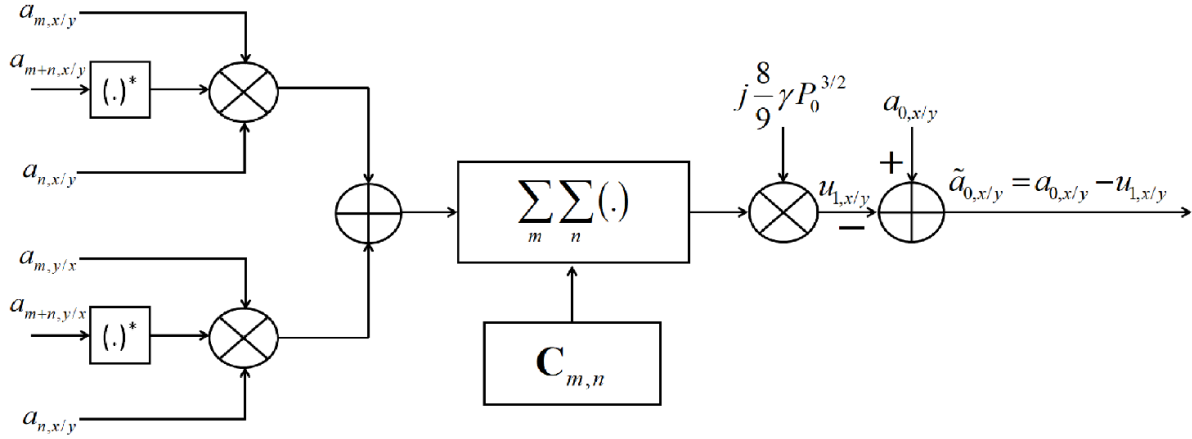 a_{m,x/y}
a_{m+n,x/y}
(.)*
a_{n,x/y}
a_{m,y/x}
a_{m+n,y/x}
(.)*
a_{n,x/y}
∑_m ∑_n (.)
C_{m,n}
j 8/9 γ P_0^{3/2}
u_{1,x/y}
−
a_{0,x/y}
+
ã_{0,x/y} = a_{0,x/y} − u_{1,x/y}